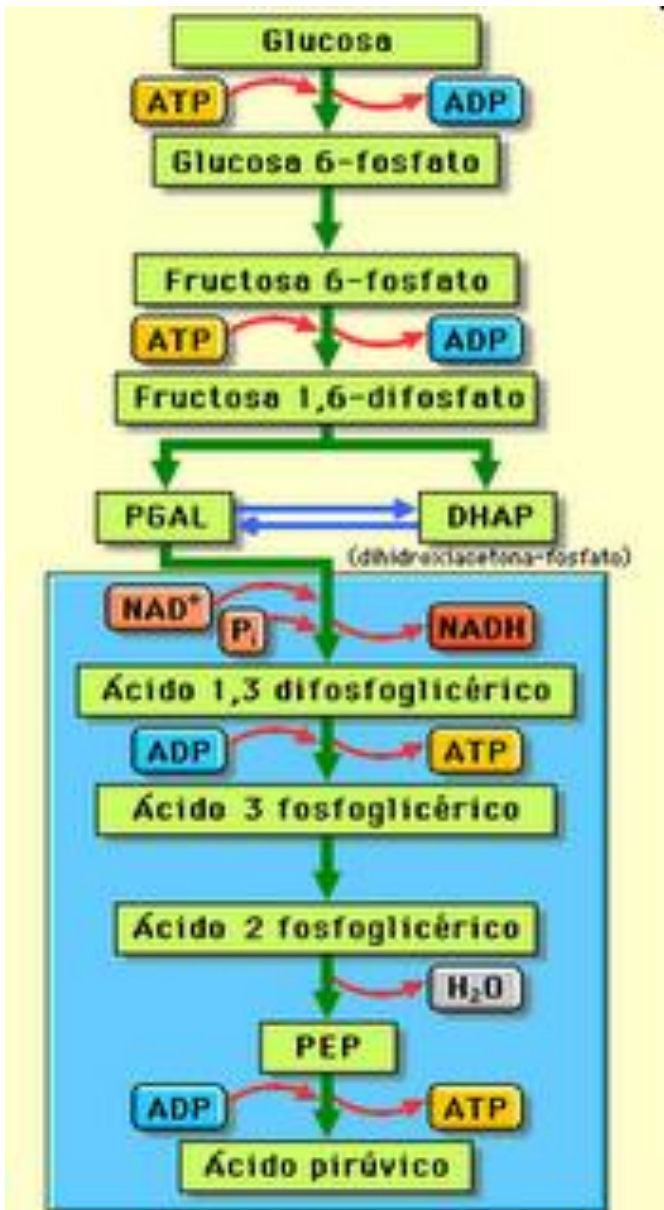 Glucosa
ATP ADP
Glucosa 6-fosfato
Fructosa 6-fosfato
ATP ADP
Fructosa 1,6-difosfato
PGAL DHAP
(dihidroxiacetona-fosfato)
NAD⁺
Pᵢ NADH
Ácido 1,3 difosfoglicérico
ADP ATP
Ácido 3 fosfoglicérico
Ácido 2 fosfoglicérico
H₂O
PEP
ADP ATP
Ácido pirúvico